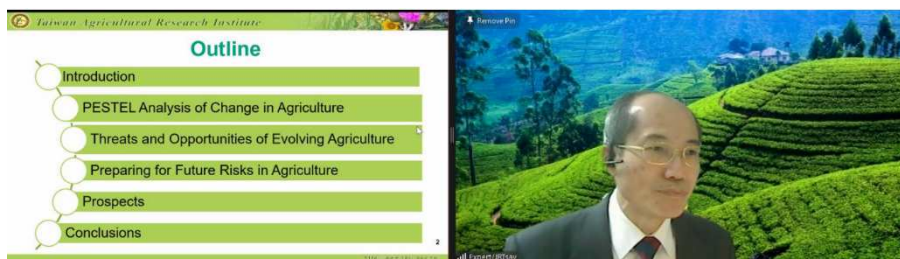 Taiwan Agricultural Research Institute
Outline
Introduction
PESTEL Analysis of Change in Agriculture
Threats and Opportunities of Evolving Agriculture
Preparing for Future Risks in Agriculture
Prospects
Conclusions
2
Remove Pin